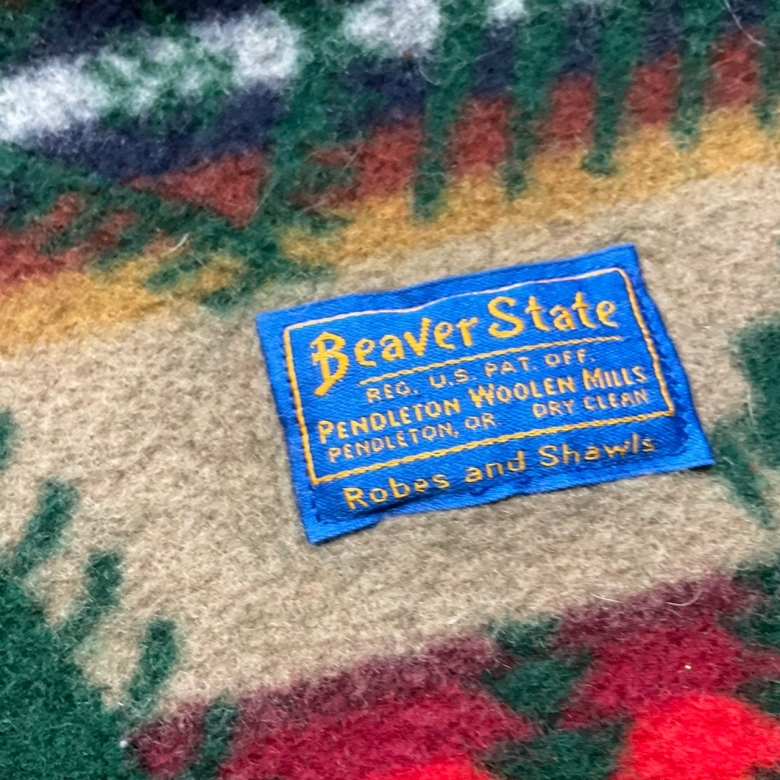 Beaver State
REG. U.S. PAT. OFF.
PENDLETON WOOLEN MILLS
PENDLETON, OR DRY CLEAN
Robes and Shawls